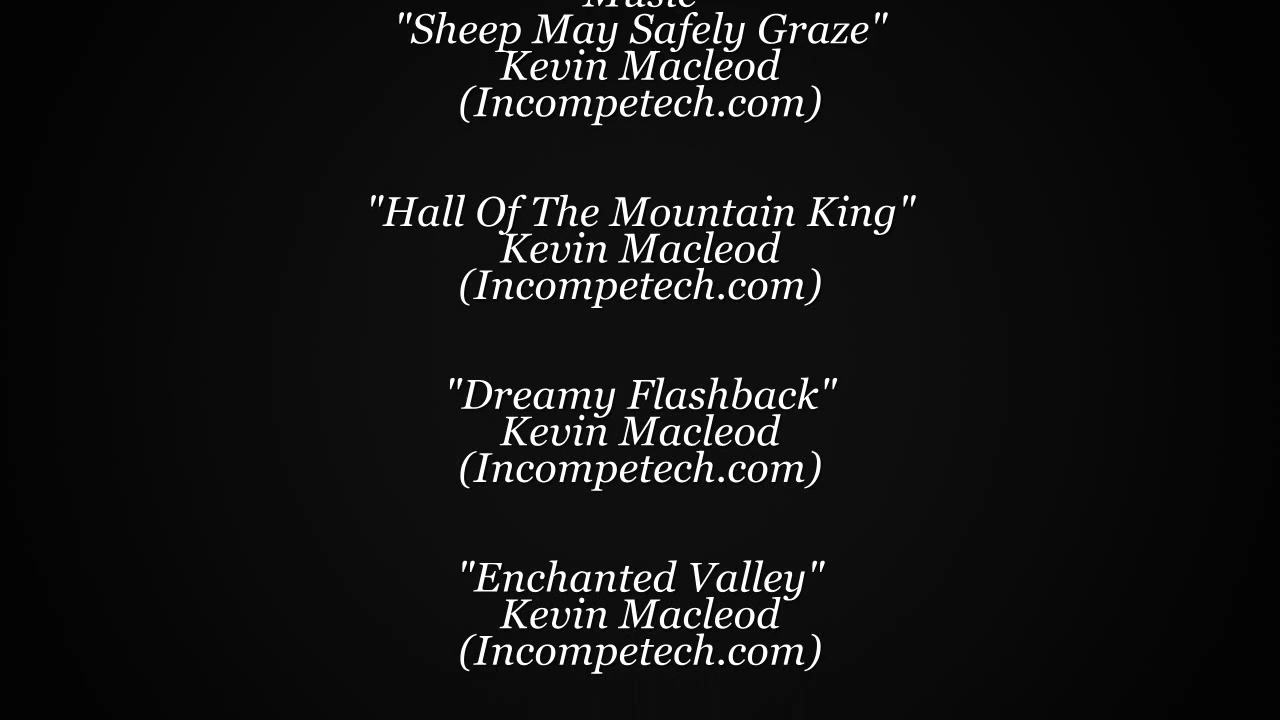 Music
"Sheep May Safely Graze"
Kevin Macleod
(Incompetech.com)
"Hall Of The Mountain King"
Kevin Macleod
(Incompetech.com)
"Dreamy Flashback"
Kevin Macleod
(Incompetech.com)
"Enchanted Valley"
Kevin Macleod
(Incompetech.com)